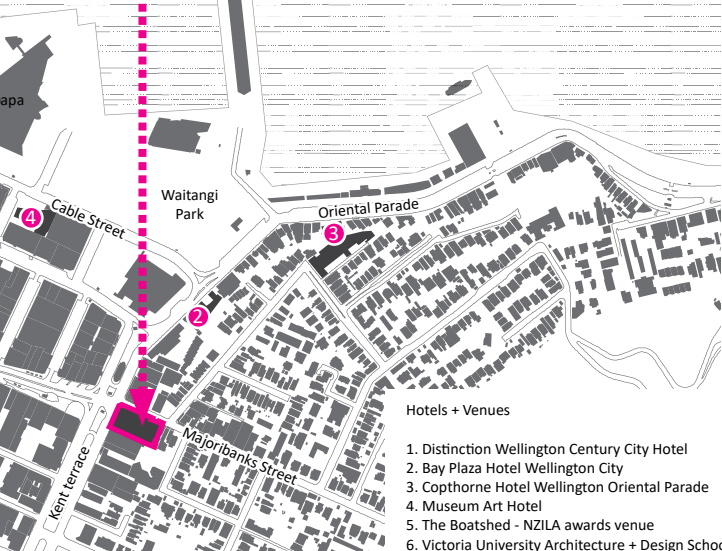 apa
Waitangi
Park
Oriental Parade
Cable Street
4
3
2
Majoribanks Street
Kent terrace
Hotels + Venues
1. Distinction Wellington Century City Hotel
2. Bay Plaza Hotel Wellington City
3. Copthorne Hotel Wellington Oriental Parade
4. Museum Art Hotel
5. The Boatshed - NZILA awards venue
6. Victoria University Architecture + Design Schoo